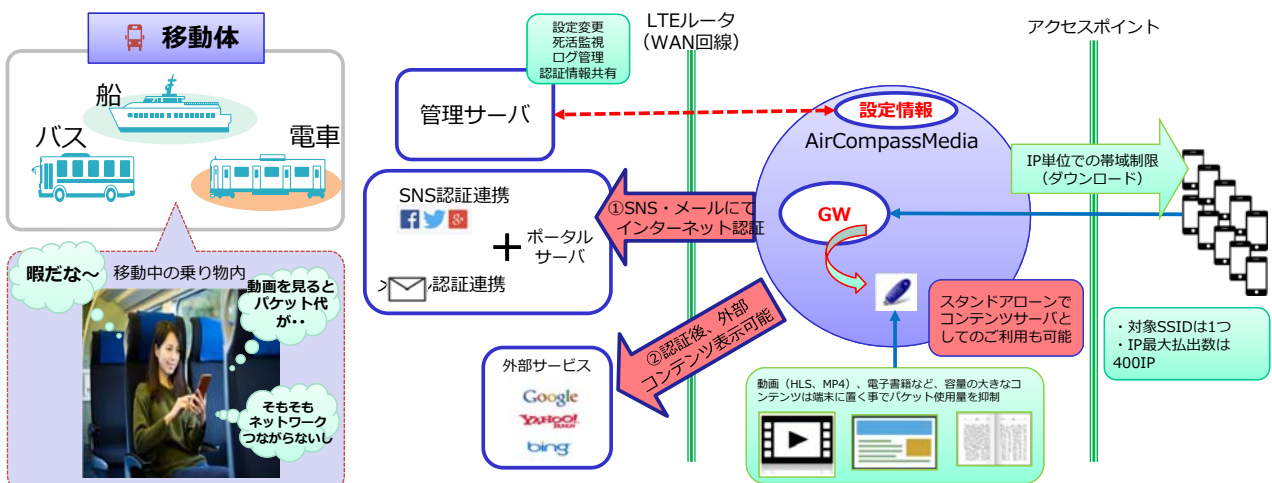 移動体
船
バス
電車
暇だな～
移動中の乗り物内
動画を見ると
パケット代
が・・
そもそも
ネットワーク
つながらないし
設定変更
死活監視
ログ管理
認証情報共有
管理サーバ
LTEルータ
（WAN回線）
アクセスポイント
SNS認証連携
＋
ポータル
サーバ
認証連携
①SNS・メールにて
インターネット認証
②認証後、外部
コンテンツ表示可能
外部サービス
Google
YAHOO!
JAPAN
bing
設定情報
AirCompassMedia
GW
IP単位での帯域制限
（ダウンロード）
スタンドアローンで
コンテンツサーバと
してのご利用も可能
・対象SSIDは1つ
・IP最大払出数は
400IP
動画（HLS、MP4）、電子書籍など、容量の大きなコ
ンテンツは端末に置く事でパケット使用量を抑制